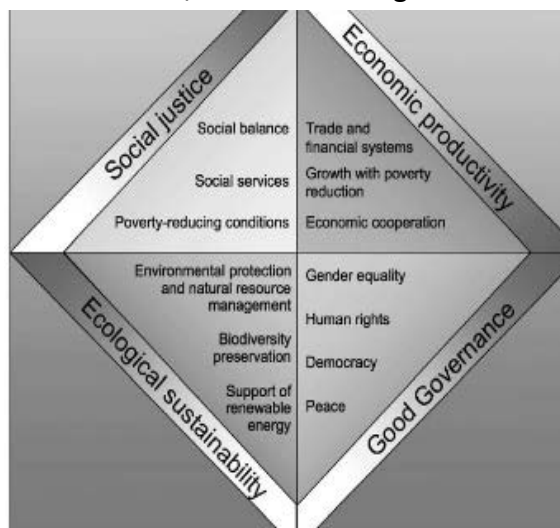 Social justice
Social balance
Social services
Poverty-reducing conditions
Economic productivity
Trade and
financial systems
Growth with poverty
reduction
Economic cooperation
Ecological sustainability
Environmental protection
and natural resource
management
Biodiversity
preservation
Support of
renewable
energy
Good Governance
Gender equality
Human rights
Democracy
Peace